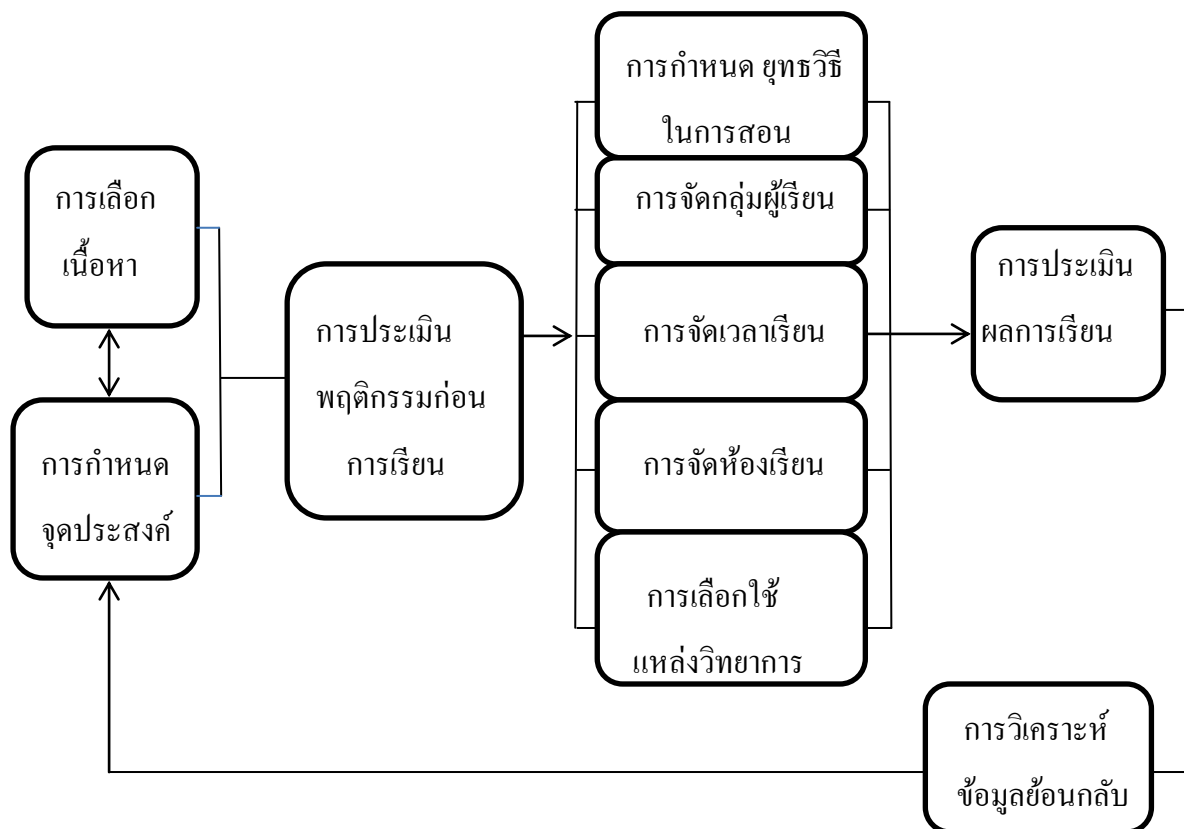 การเลือก
เนื้อหา
การกำหนด
จุดประสงค์
การประเมิน
พฤติกรรมก่อน
การเรียน
การกำหนด ยุทธวิธี
ในการสอน
การจัดกลุ่มผู้เรียน
การจัดเวลาเรียน
การจัดห้องเรียน
การเลือกใช้
แหล่งวิทยาการ
การประเมิน
ผลการเรียน
การวิเคราะห์
ข้อมูลย้อนกลับ